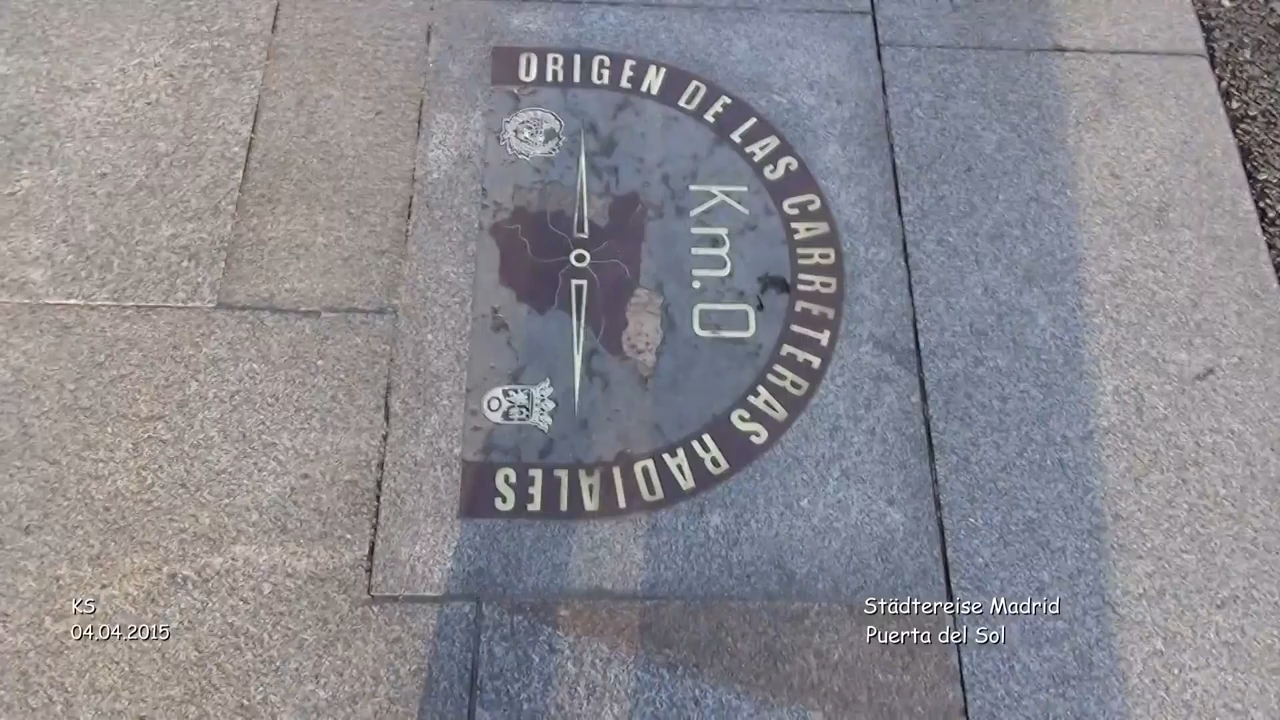 ORIGEN DE LAS CARRETERAS RADIALES
Km.0
KS
04.04.2015
Städtereise Madrid
Puerta del Sol